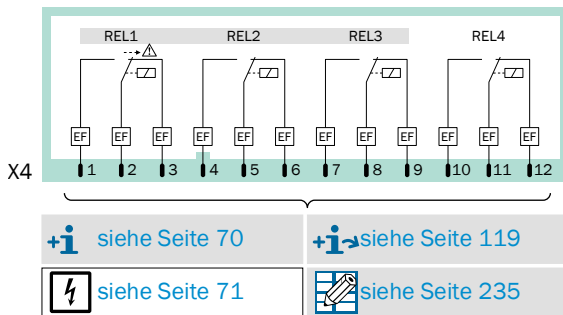 REL1 REL2 REL3 REL4
EF EF EF EF EF EF EF EF EF EF EF EF
X4 1 2 3 4 5 6 7 8 9 10 11 12
+i siehe Seite 70 +i siehe Seite 119
siehe Seite 71 siehe Seite 235